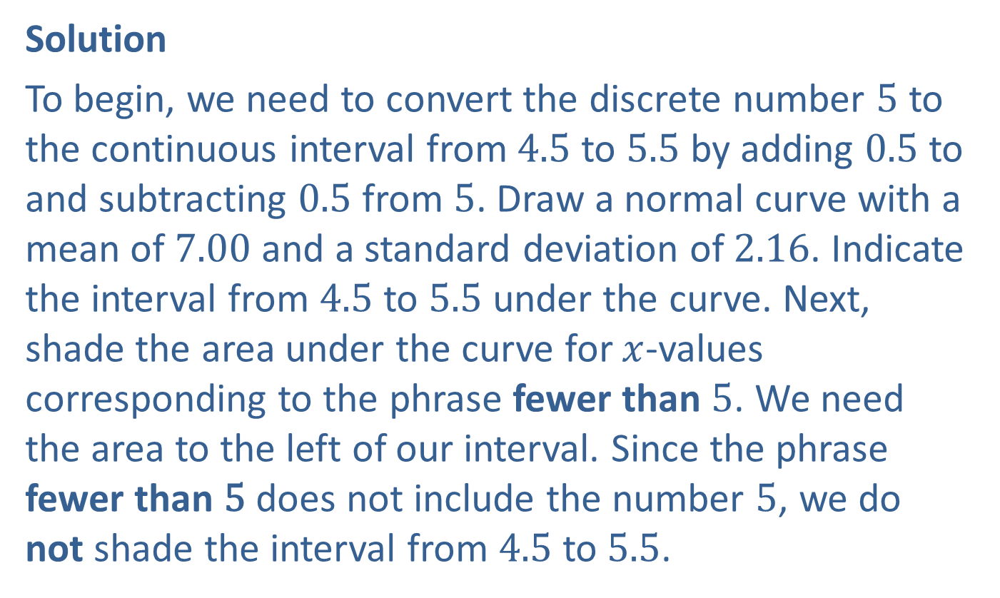 Solution
To begin, we need to convert the discrete number 5 to
the continuous interval from 4.5 to 5.5 by adding 0.5 to
and subtracting 0.5 from 5. Draw a normal curve with a
mean of 7.00 and a standard deviation of 2.16. Indicate
the interval from 4.5 to 5.5 under the curve. Next,
shade the area under the curve for x-values
corresponding to the phrase fewer than 5. We need
the area to the left of our interval. Since the phrase
fewer than 5 does not include the number 5, we do
not shade the interval from 4.5 to 5.5.